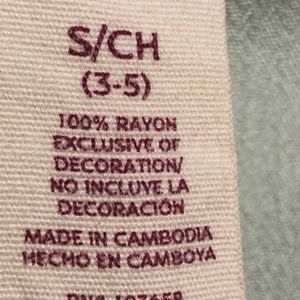 S/CH
(3-5)
100% RAYON
EXCLUSIVE OF
DECORATION/
NO INCLUYE LA
DECORACIÓN
MADE IN CAMBODIA
HECHO EN CAMBOYA